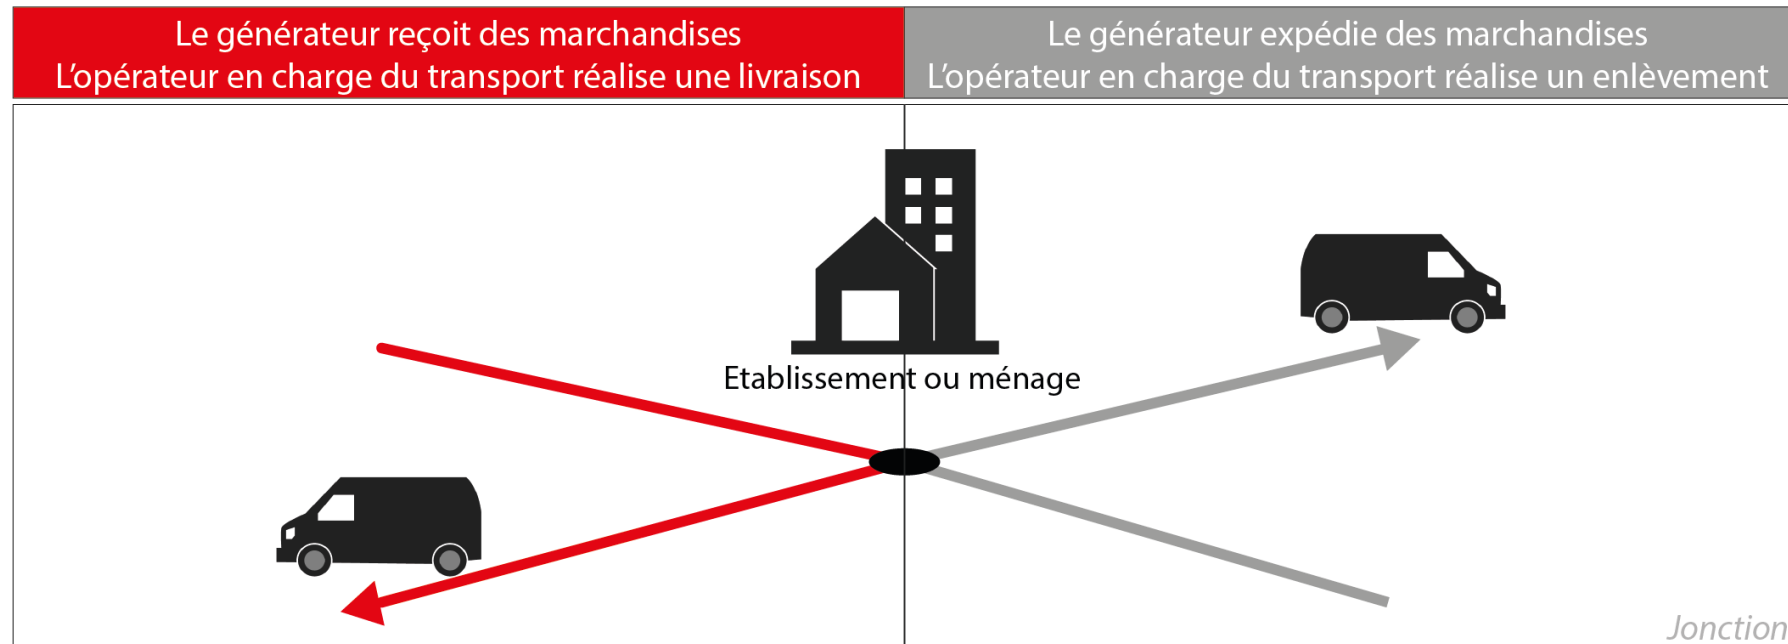 Le générateur reçoit des marchandises
L’opérateur en charge du transport réalise une livraison
Le générateur expédie des marchandises
L’opérateur en charge du transport réalise un enlèvement
Etablissement ou ménage
Jonction